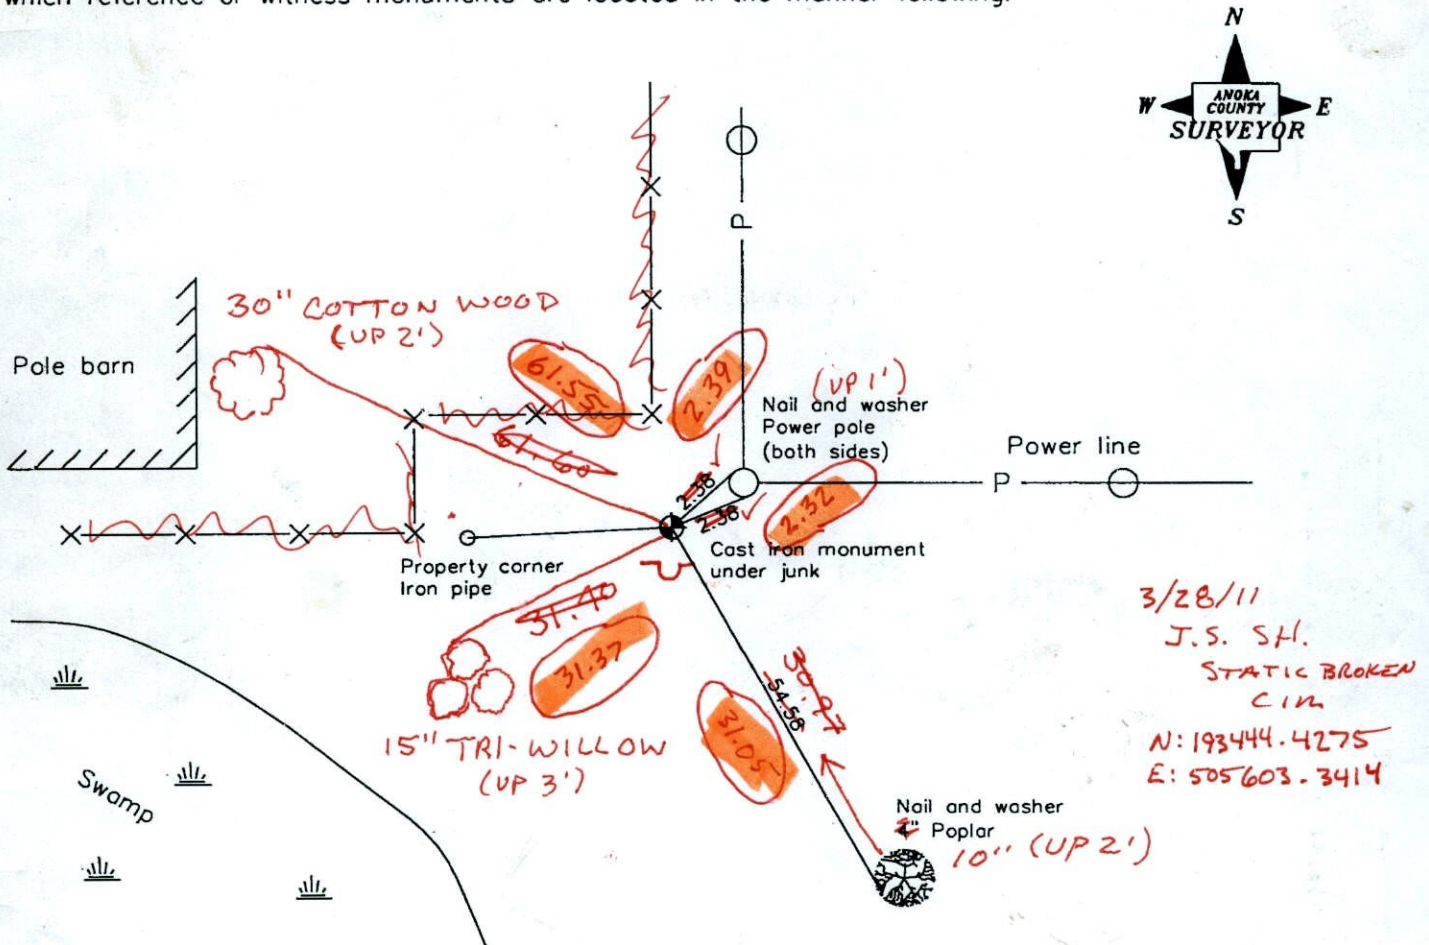 which reference or witness monuments are located in the manner following:
N
W
ANOKA
COUNTY
E
SURVEYOR
S
P
30" COTTON WOOD
(UP 2')
Pole barn
61.55
2.39
(UP 1')
Nail and washer
Power pole
(both sides)
Power line
P
61.60
2.38
2.38
2.32
Cast iron monument
under junk
Property corner
Iron pipe
31.40
31.37
15" TRI-WILLOW
(UP 3')
30.97
54.58
31.05
3/28/11
J.S. S.H.
STATIC BROKEN
CIM
N: 193444.4275
E: 505603.3414
Swamp
Nail and washer
4" Poplar
10" (UP 2')